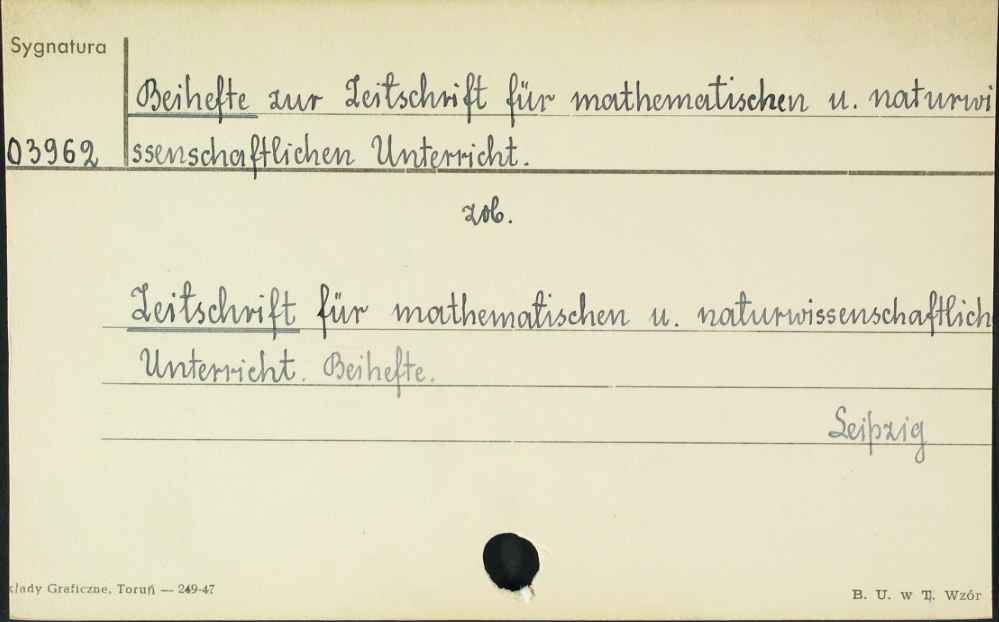 Sygnatura
Beihefte zur Zeitschrift für mathematischen u. naturwi
03962 ssenschaftlichen Unterricht.
zob.
Zeitschrift für mathematischen u. naturwissenschaftlich
Unterricht. Beihefte.
Leipzig
kłady Graficzne, Toruń — 249-47
B. U. w T. Wzór